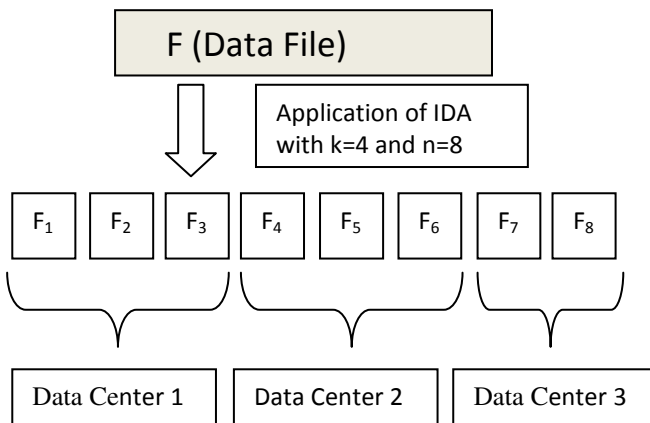 F (Data File)
Application of IDA
with k=4 and n=8
F₁ F₂ F₃ F₄ F₅ F₆ F₇ F₈
Data Center 1 Data Center 2 Data Center 3